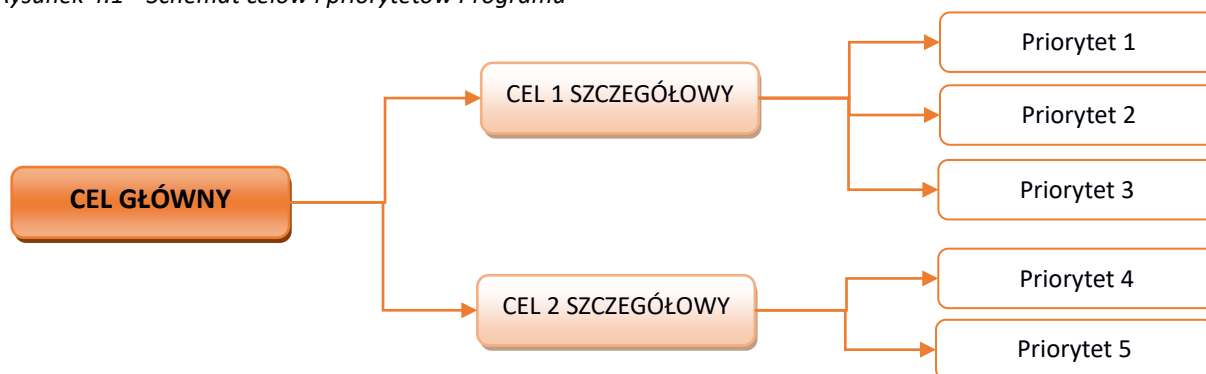 Rysunek 4.1 Schemat celów i priorytetów Programu
Priorytet 1
CEL 1 SZCZEGÓŁOWY
Priorytet 2
Priorytet 3
CEL GŁÓWNY
Priorytet 4
CEL 2 SZCZEGÓŁOWY
Priorytet 5